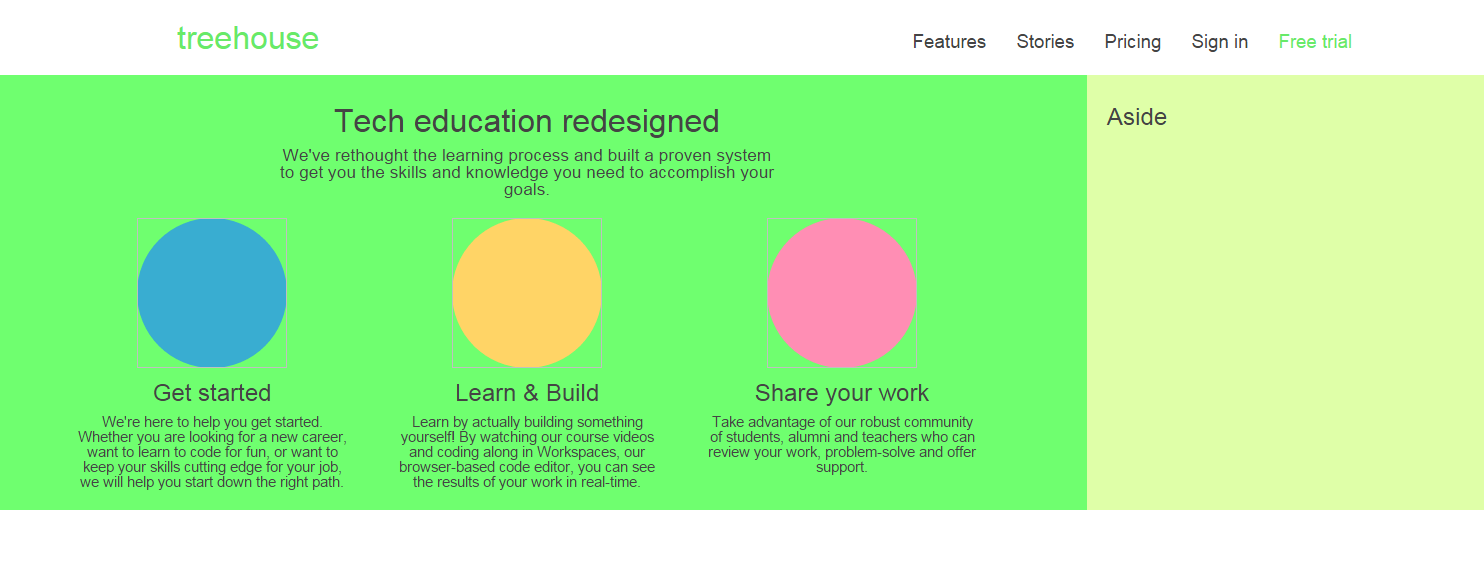 treehouse
Features Stories Pricing Sign in Free trial
Tech education redesigned
We've rethought the learning process and built a proven system
to get you the skills and knowledge you need to accomplish your
goals.
Aside
Get started
We're here to help you get started.
Whether you are looking for a new career,
want to learn to code for fun, or want to
keep your skills cutting edge for your job,
we will help you start down the right path.
Learn & Build
Learn by actually building something
yourself! By watching our course videos
and coding along in Workspaces, our
browser-based code editor, you can see
the results of your work in real-time.
Share your work
Take advantage of our robust community
of students, alumni and teachers who can
review your work, problem-solve and offer
support.